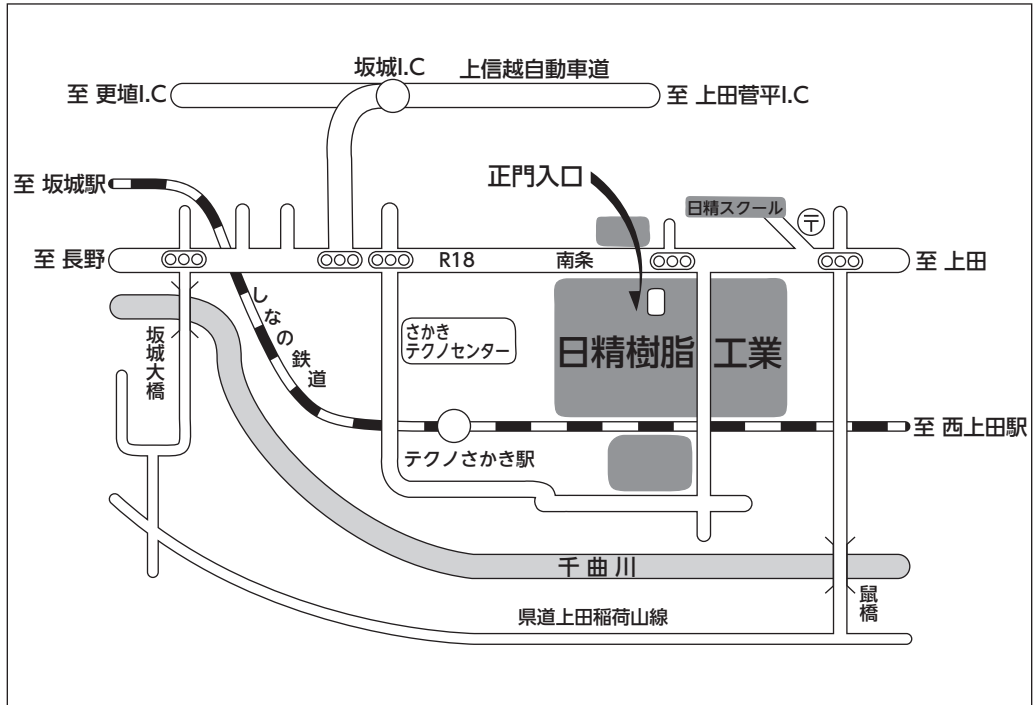 坂城I.C
上信越自動車道
至 更埴I.C
至 上田菅平I.C
至 坂城駅
正門入口
日精スクール
〒
至 長野
R18
南条
至 上田
しなの鉄道
坂城大橋
さかき
テクノセンター
日精樹脂 工業
至 西上田駅
テクノさかき駅
千曲川
鼠橋
県道上田稲荷山線